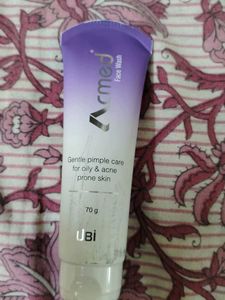 Acmed
Face Wash
Gentle pimple care
for oily & acne
prone skin
70 g
UBi